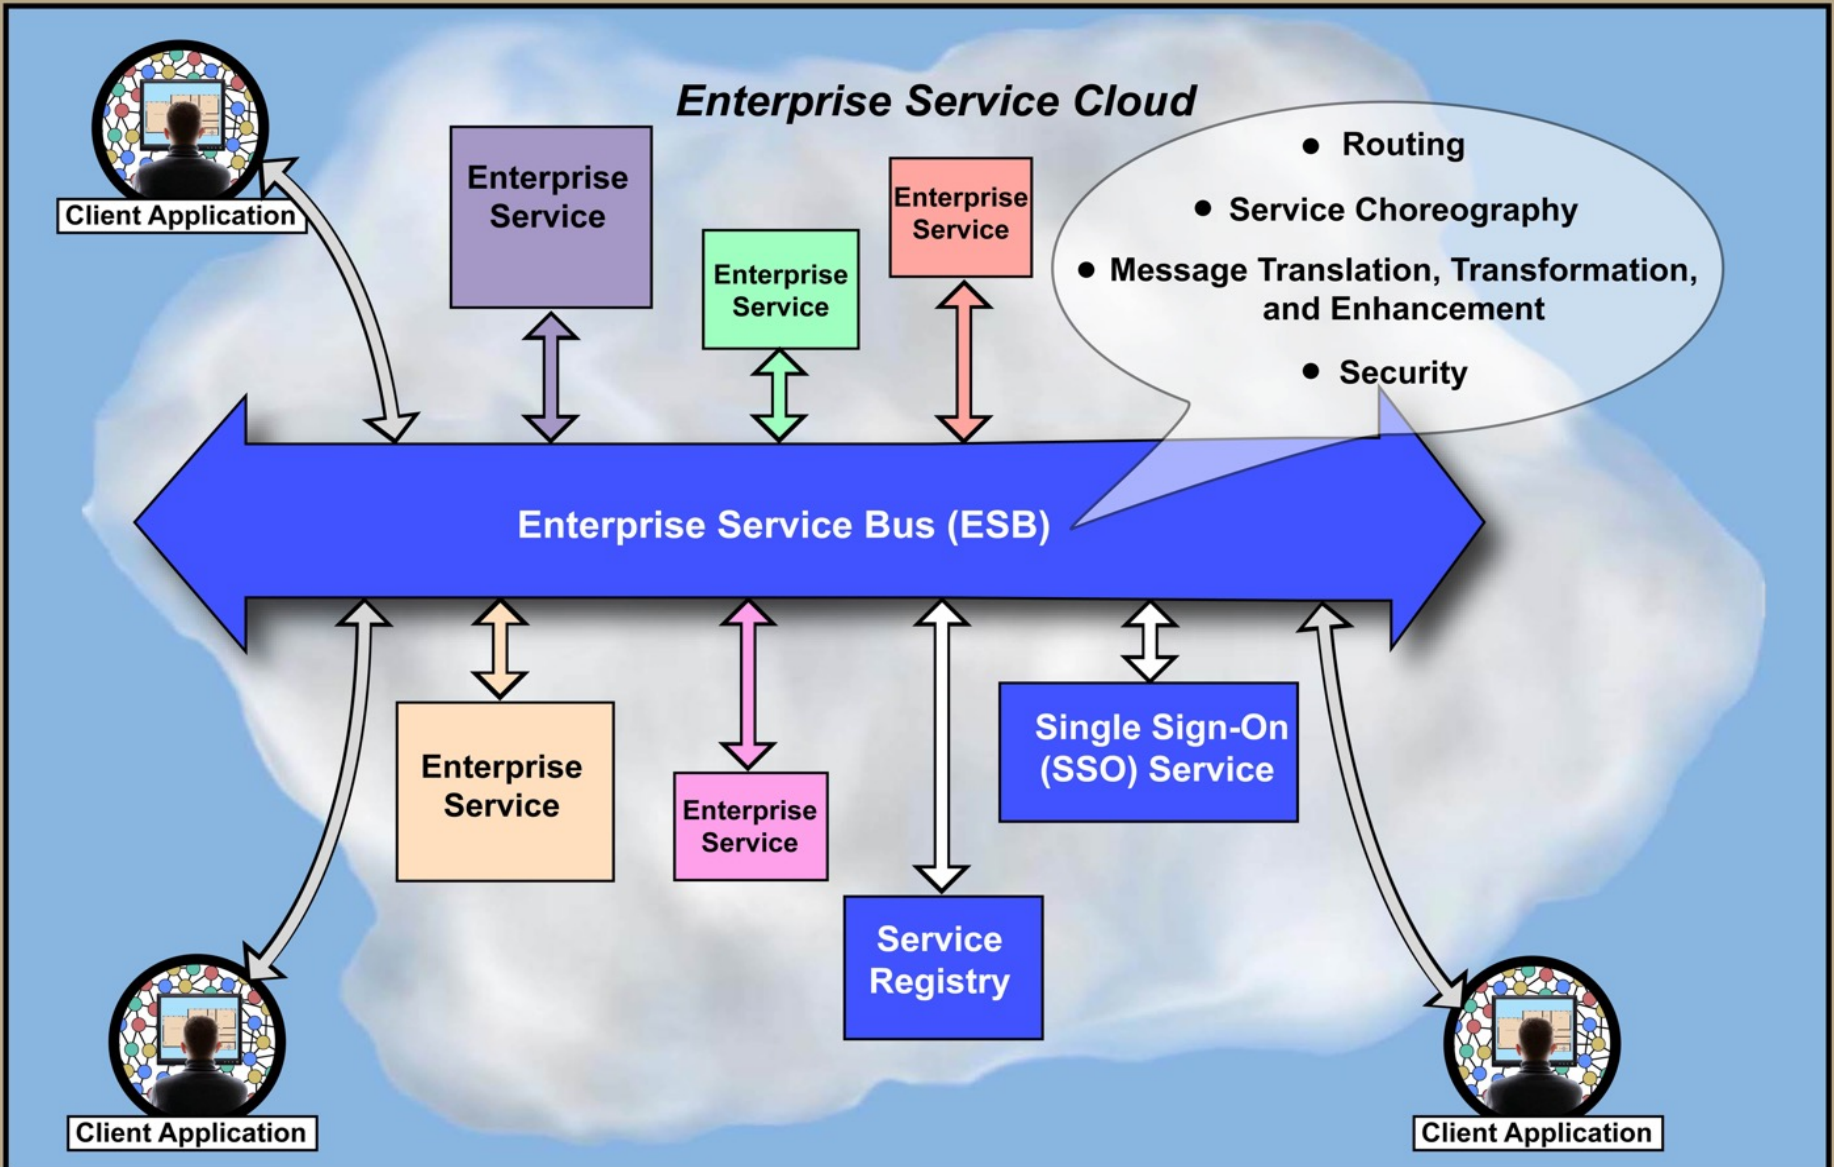 Enterprise Service Cloud
Client Application
Enterprise
Service
Enterprise
Service
Enterprise
Service
● Routing
● Service Choreography
● Message Translation, Transformation,
and Enhancement
● Security
Enterprise Service Bus (ESB)
Enterprise
Service
Enterprise
Service
Service
Registry
Single Sign-On
(SSO) Service
Client Application
Client Application